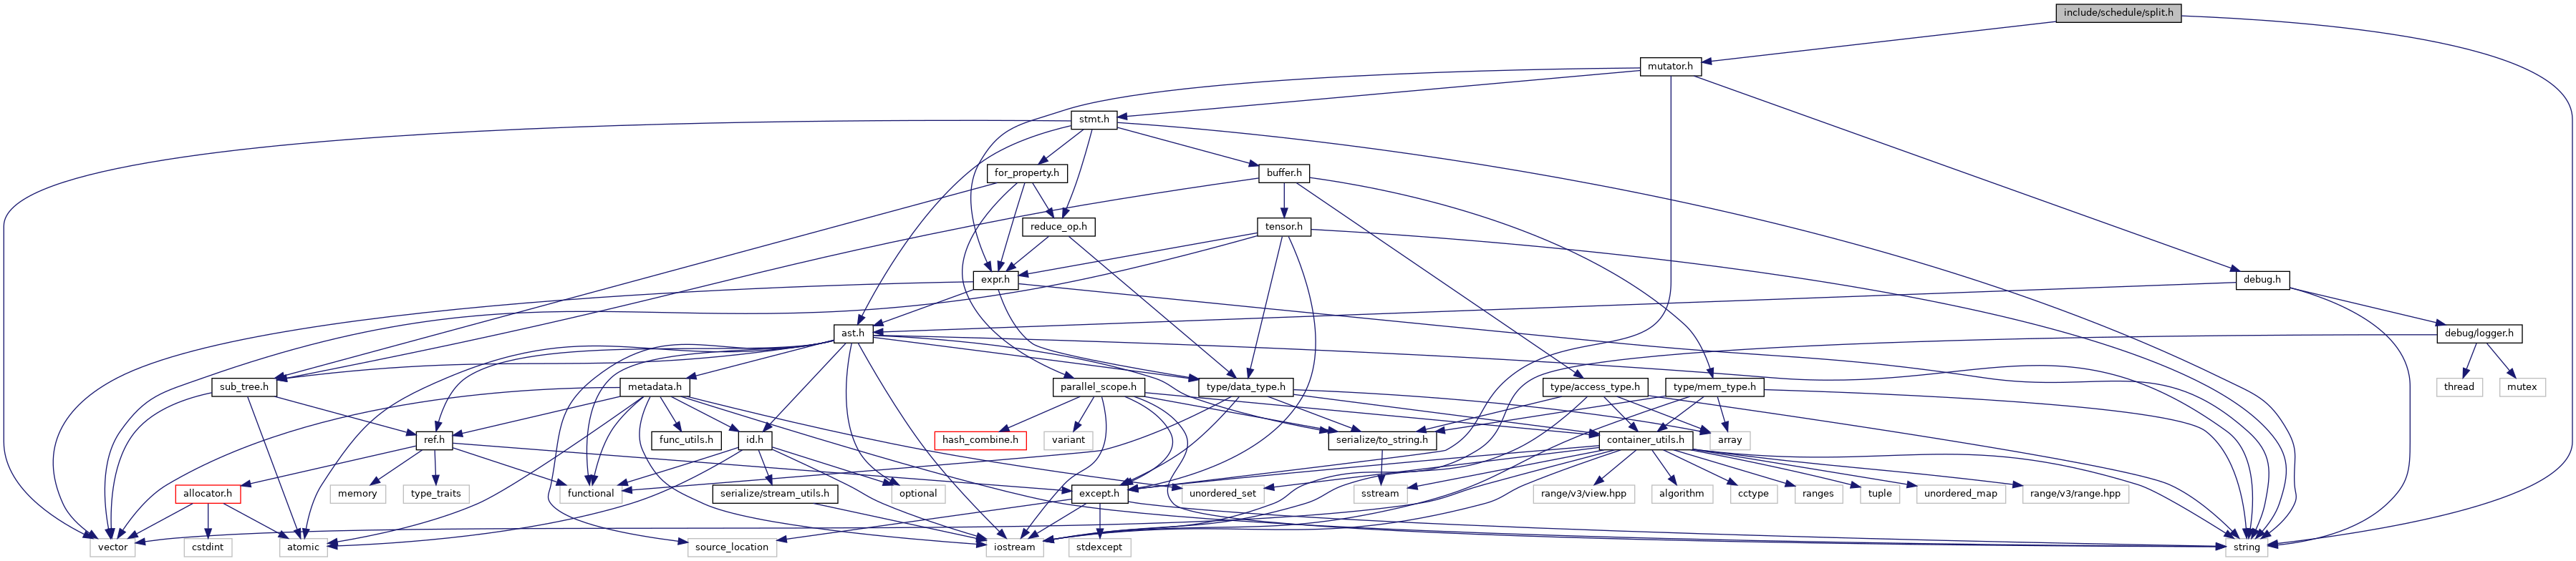 include/schedule/split.h
mutator.h
stmt.h
for_property.h
buffer.h
reduce_op.h
tensor.h
expr.h
debug.h
ast.h
debug/logger.h
sub_tree.h
metadata.h
parallel_scope.h
type/data_type.h
type/access_type.h
type/mem_type.h
thread
mutex
ref.h
func_utils.h
id.h
hash_combine.h
variant
serialize/to_string.h
container_utils.h
array
allocator.h
memory
type_traits
functional
serialize/stream_utils.h
optional
except.h
unordered_set
sstream
range/v3/view.hpp
algorithm
cctype
ranges
tuple
unordered_map
range/v3/range.hpp
vector
cstdint
atomic
source_location
iostream
stdexcept
string